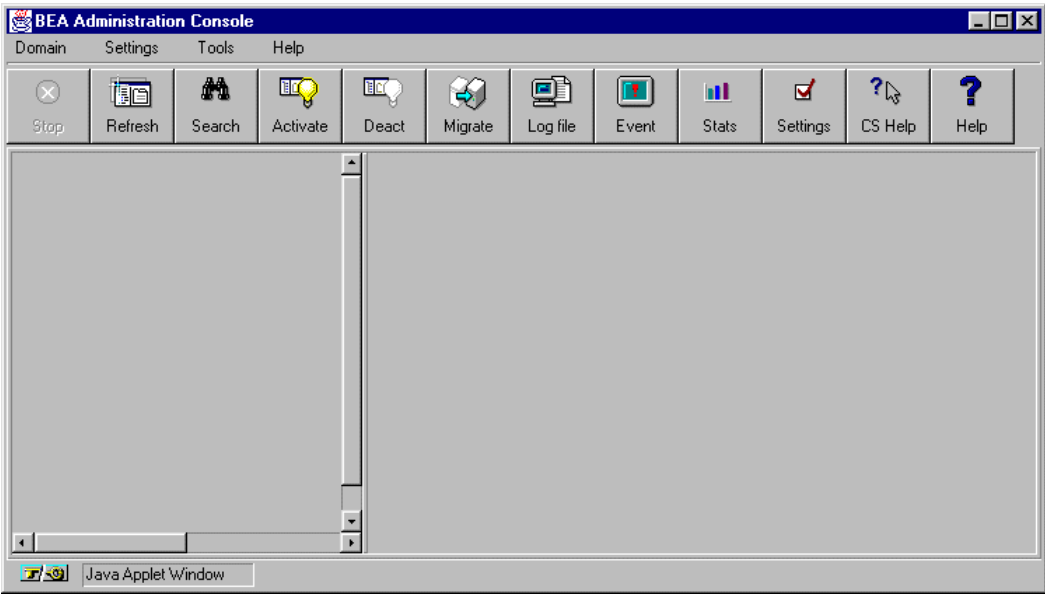 BEA Administration Console
Domain Settings Tools Help
Stop Refresh Search Activate Deact Migrate Log file Event Stats Settings CS Help Help
Java Applet Window